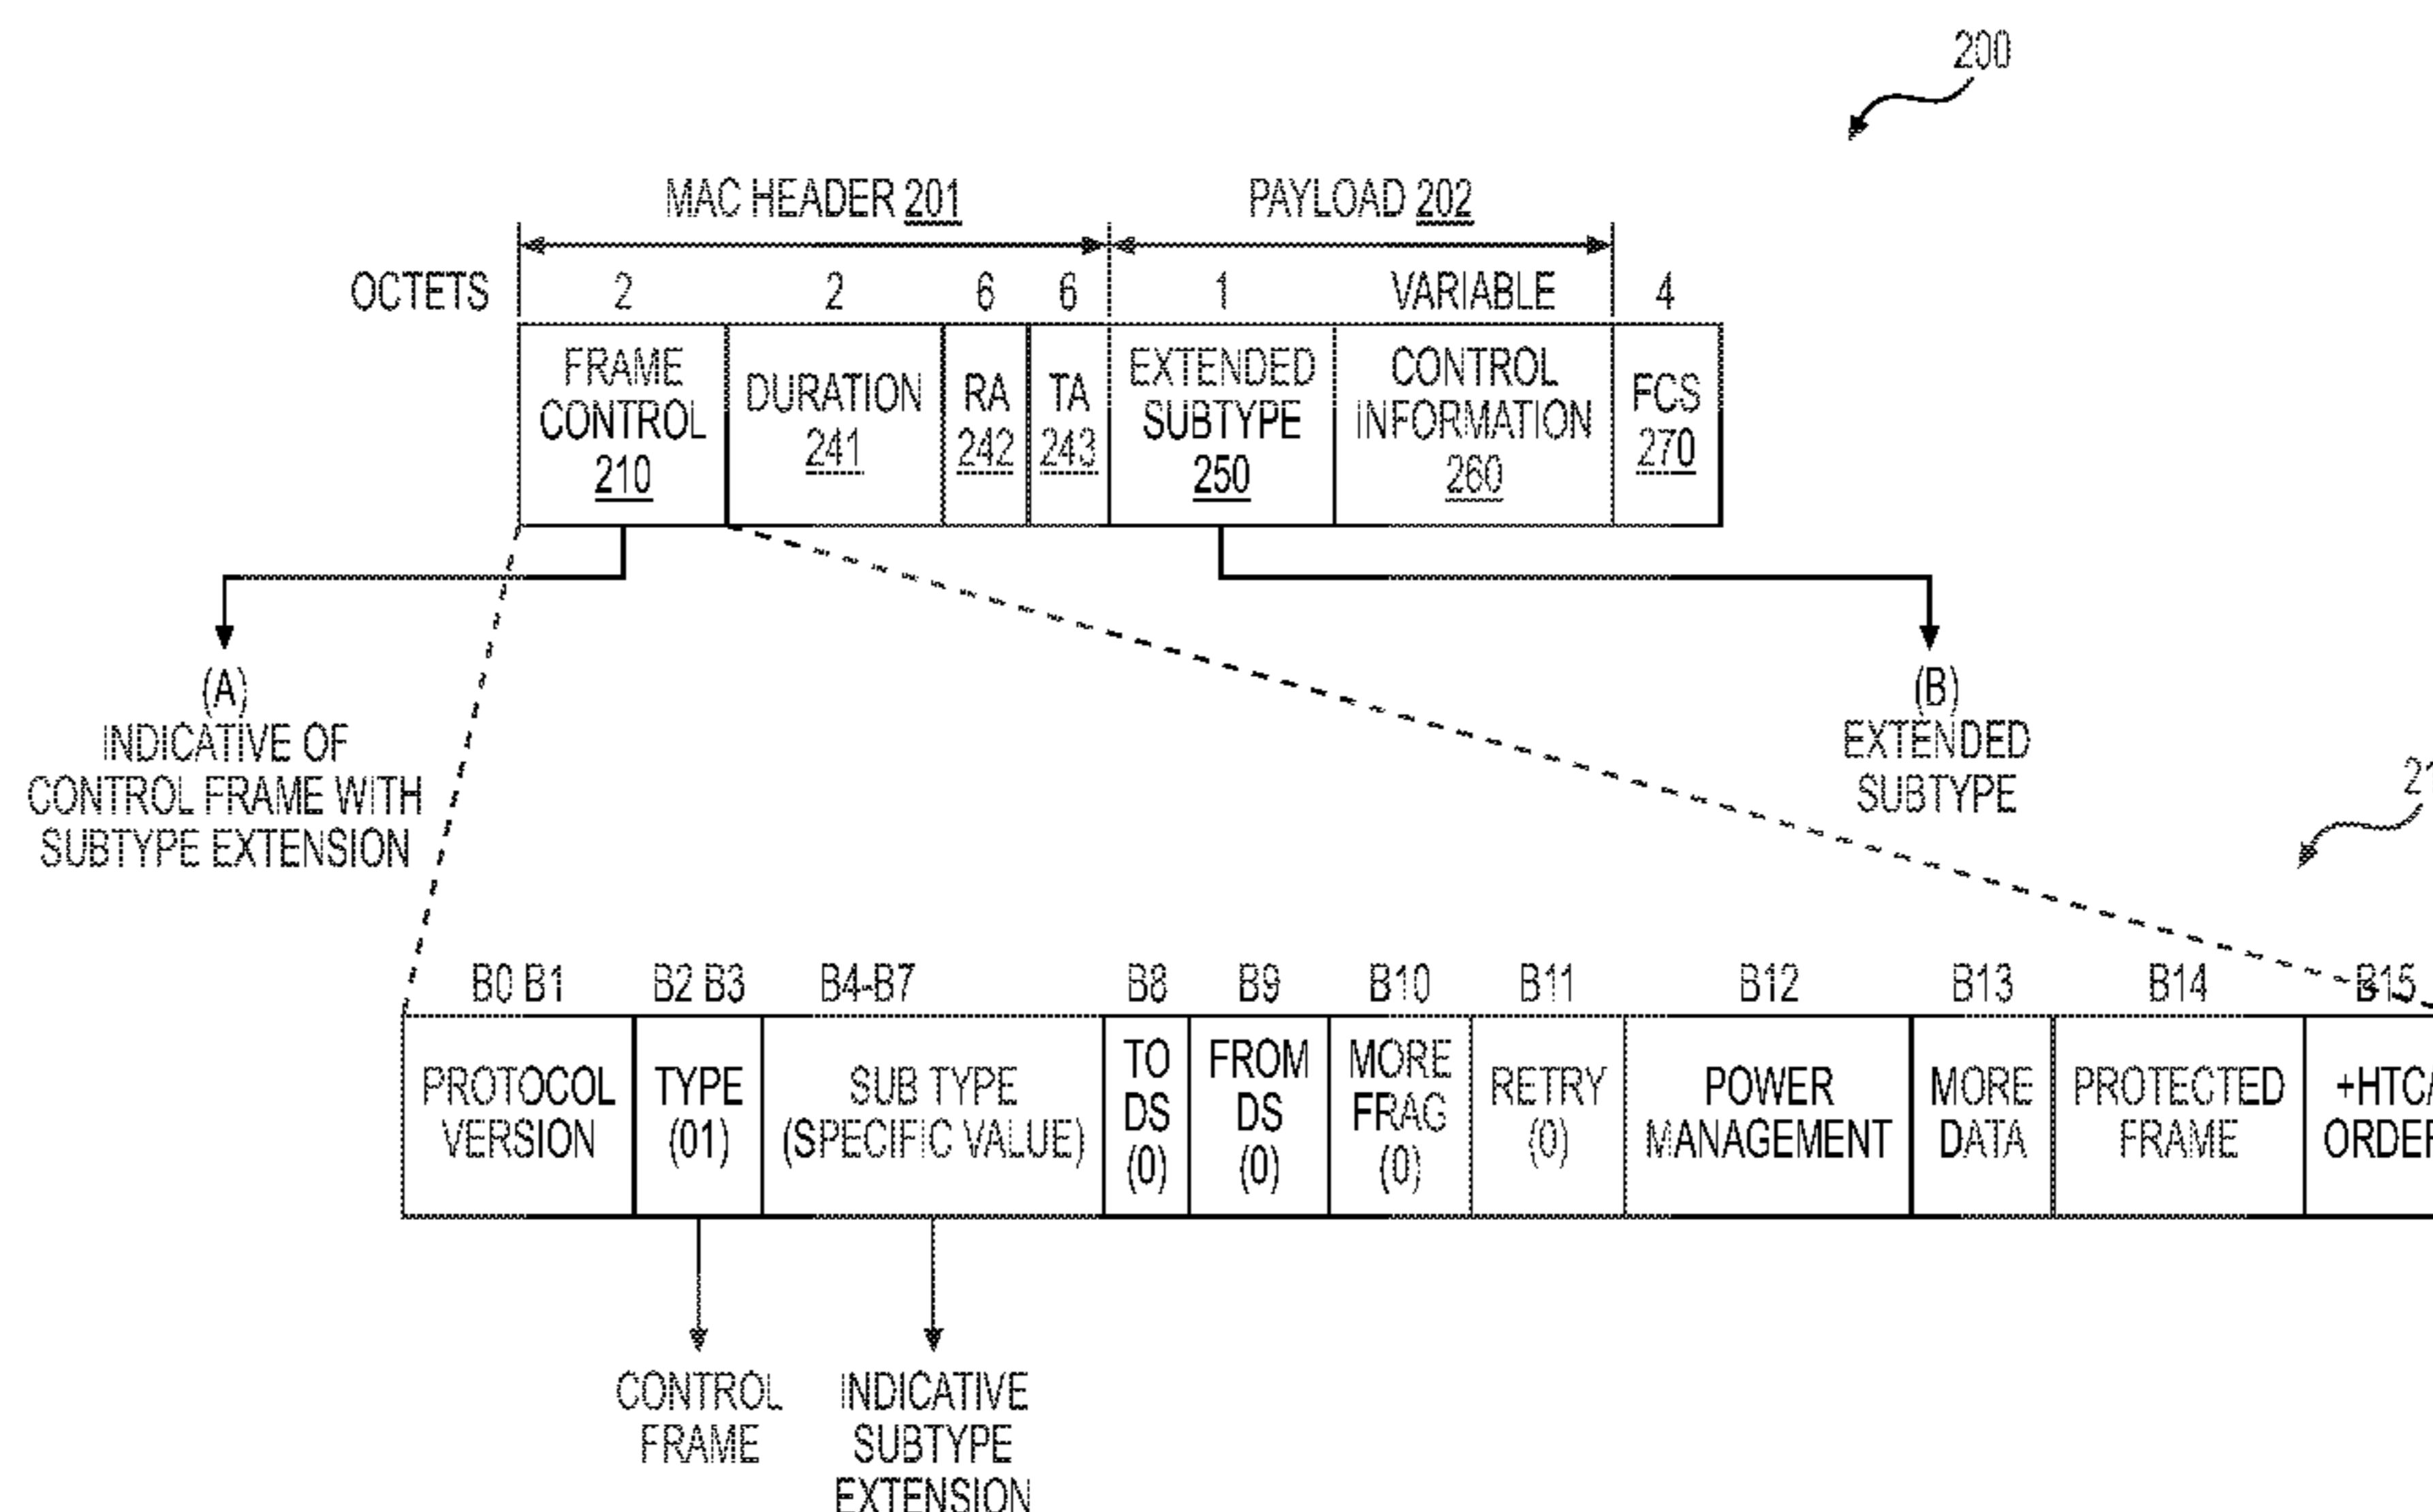 200
MAC HEADER 201 PAYLOAD 202
OCTETS 2 2 6 6 1 VARIABLE 4
FRAME CONTROL 210
DURATION 241
RA 242
TA 243
EXTENDED SUBTYPE 250
CONTROL INFORMATION 260
FCS 270
(A)
INDICATIVE OF
CONTROL FRAME WITH
SUBTYPE EXTENSION
(B)
EXTENDED
SUBTYPE
B0 B1 B2 B3 B4-B7 B8 B9 B10 B11 B12 B13 B14 B15
PROTOCOL VERSION
TYPE (01)
SUB TYPE (SPECIFIC VALUE)
TO DS (0)
FROM DS (0)
MORE FRAG (0)
RETRY (0)
POWER MANAGEMENT
MORE DATA
PROTECTED FRAME
+HTC/ ORDER
CONTROL
FRAME
INDICATIVE
SUBTYPE
EXTENSION